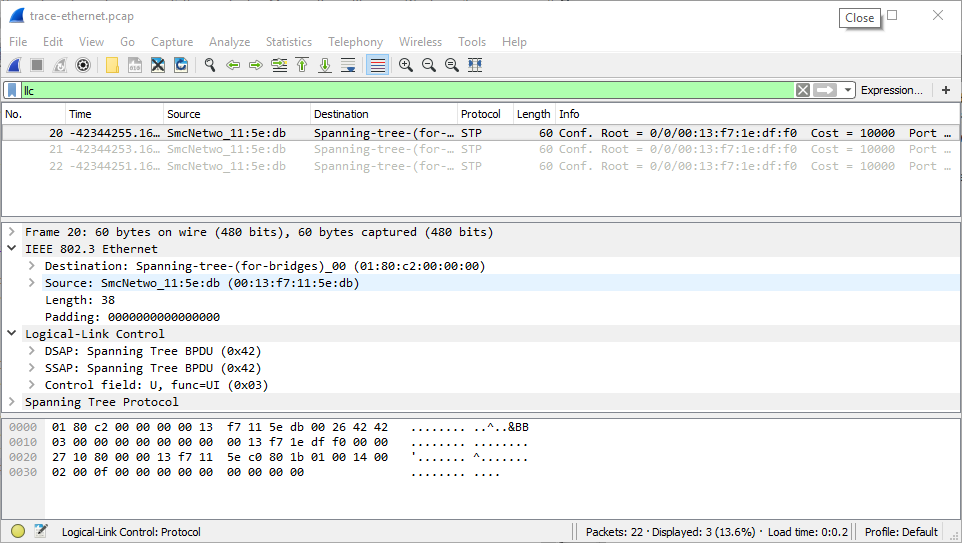 trace-ethernet.pcap
Close
File Edit View Go Capture Analyze Statistics Telephony Wireless Tools Help
llc Expression… +
No. Time Source Destination Protocol Length Info
20 -42344255.16… SmcNetwo_11:5e:db Spanning-tree-(for-… STP 60 Conf. Root = 0/0/00:13:f7:1e:df:f0 Cost = 10000 Port …
21 -42344253.16… SmcNetwo_11:5e:db Spanning-tree-(for-… STP 60 Conf. Root = 0/0/00:13:f7:1e:df:f0 Cost = 10000 Port …
22 -42344251.16… SmcNetwo_11:5e:db Spanning-tree-(for-… STP 60 Conf. Root = 0/0/00:13:f7:1e:df:f0 Cost = 10000 Port …
Frame 20: 60 bytes on wire (480 bits), 60 bytes captured (480 bits)
IEEE 802.3 Ethernet
Destination: Spanning-tree-(for-bridges)_00 (01:80:c2:00:00:00)
Source: SmcNetwo_11:5e:db (00:13:f7:11:5e:db)
Length: 38
Padding: 0000000000000000
Logical-Link Control
DSAP: Spanning Tree BPDU (0x42)
SSAP: Spanning Tree BPDU (0x42)
Control field: U, func=UI (0x03)
Spanning Tree Protocol
0000 01 80 c2 00 00 00 00 13 f7 11 5e db 00 26 42 42 ........ ..^..&BB
0010 03 00 00 00 00 00 00 00 00 13 f7 1e df f0 00 00 ........ ........
0020 27 10 80 00 00 13 f7 11 5e c0 80 1b 01 00 14 00 '....... ^.......
0030 02 00 0f 00 00 00 00 00 00 00 00 00 ........ ....
Logical-Link Control: Protocol Packets: 22 · Displayed: 3 (13.6%) · Load time: 0:0.2 Profile: Default